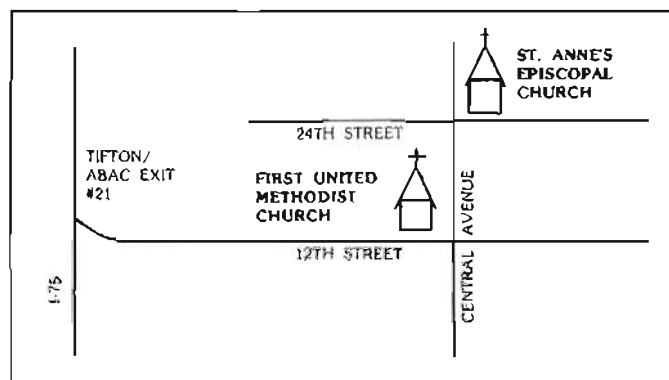 ST. ANNE'S
EPISCOPAL
CHURCH
24TH STREET
TIFTON/
ABAC EXIT
#21
FIRST UNITED
METHODIST
CHURCH
12TH STREET
CENTRAL AVENUE
I-75